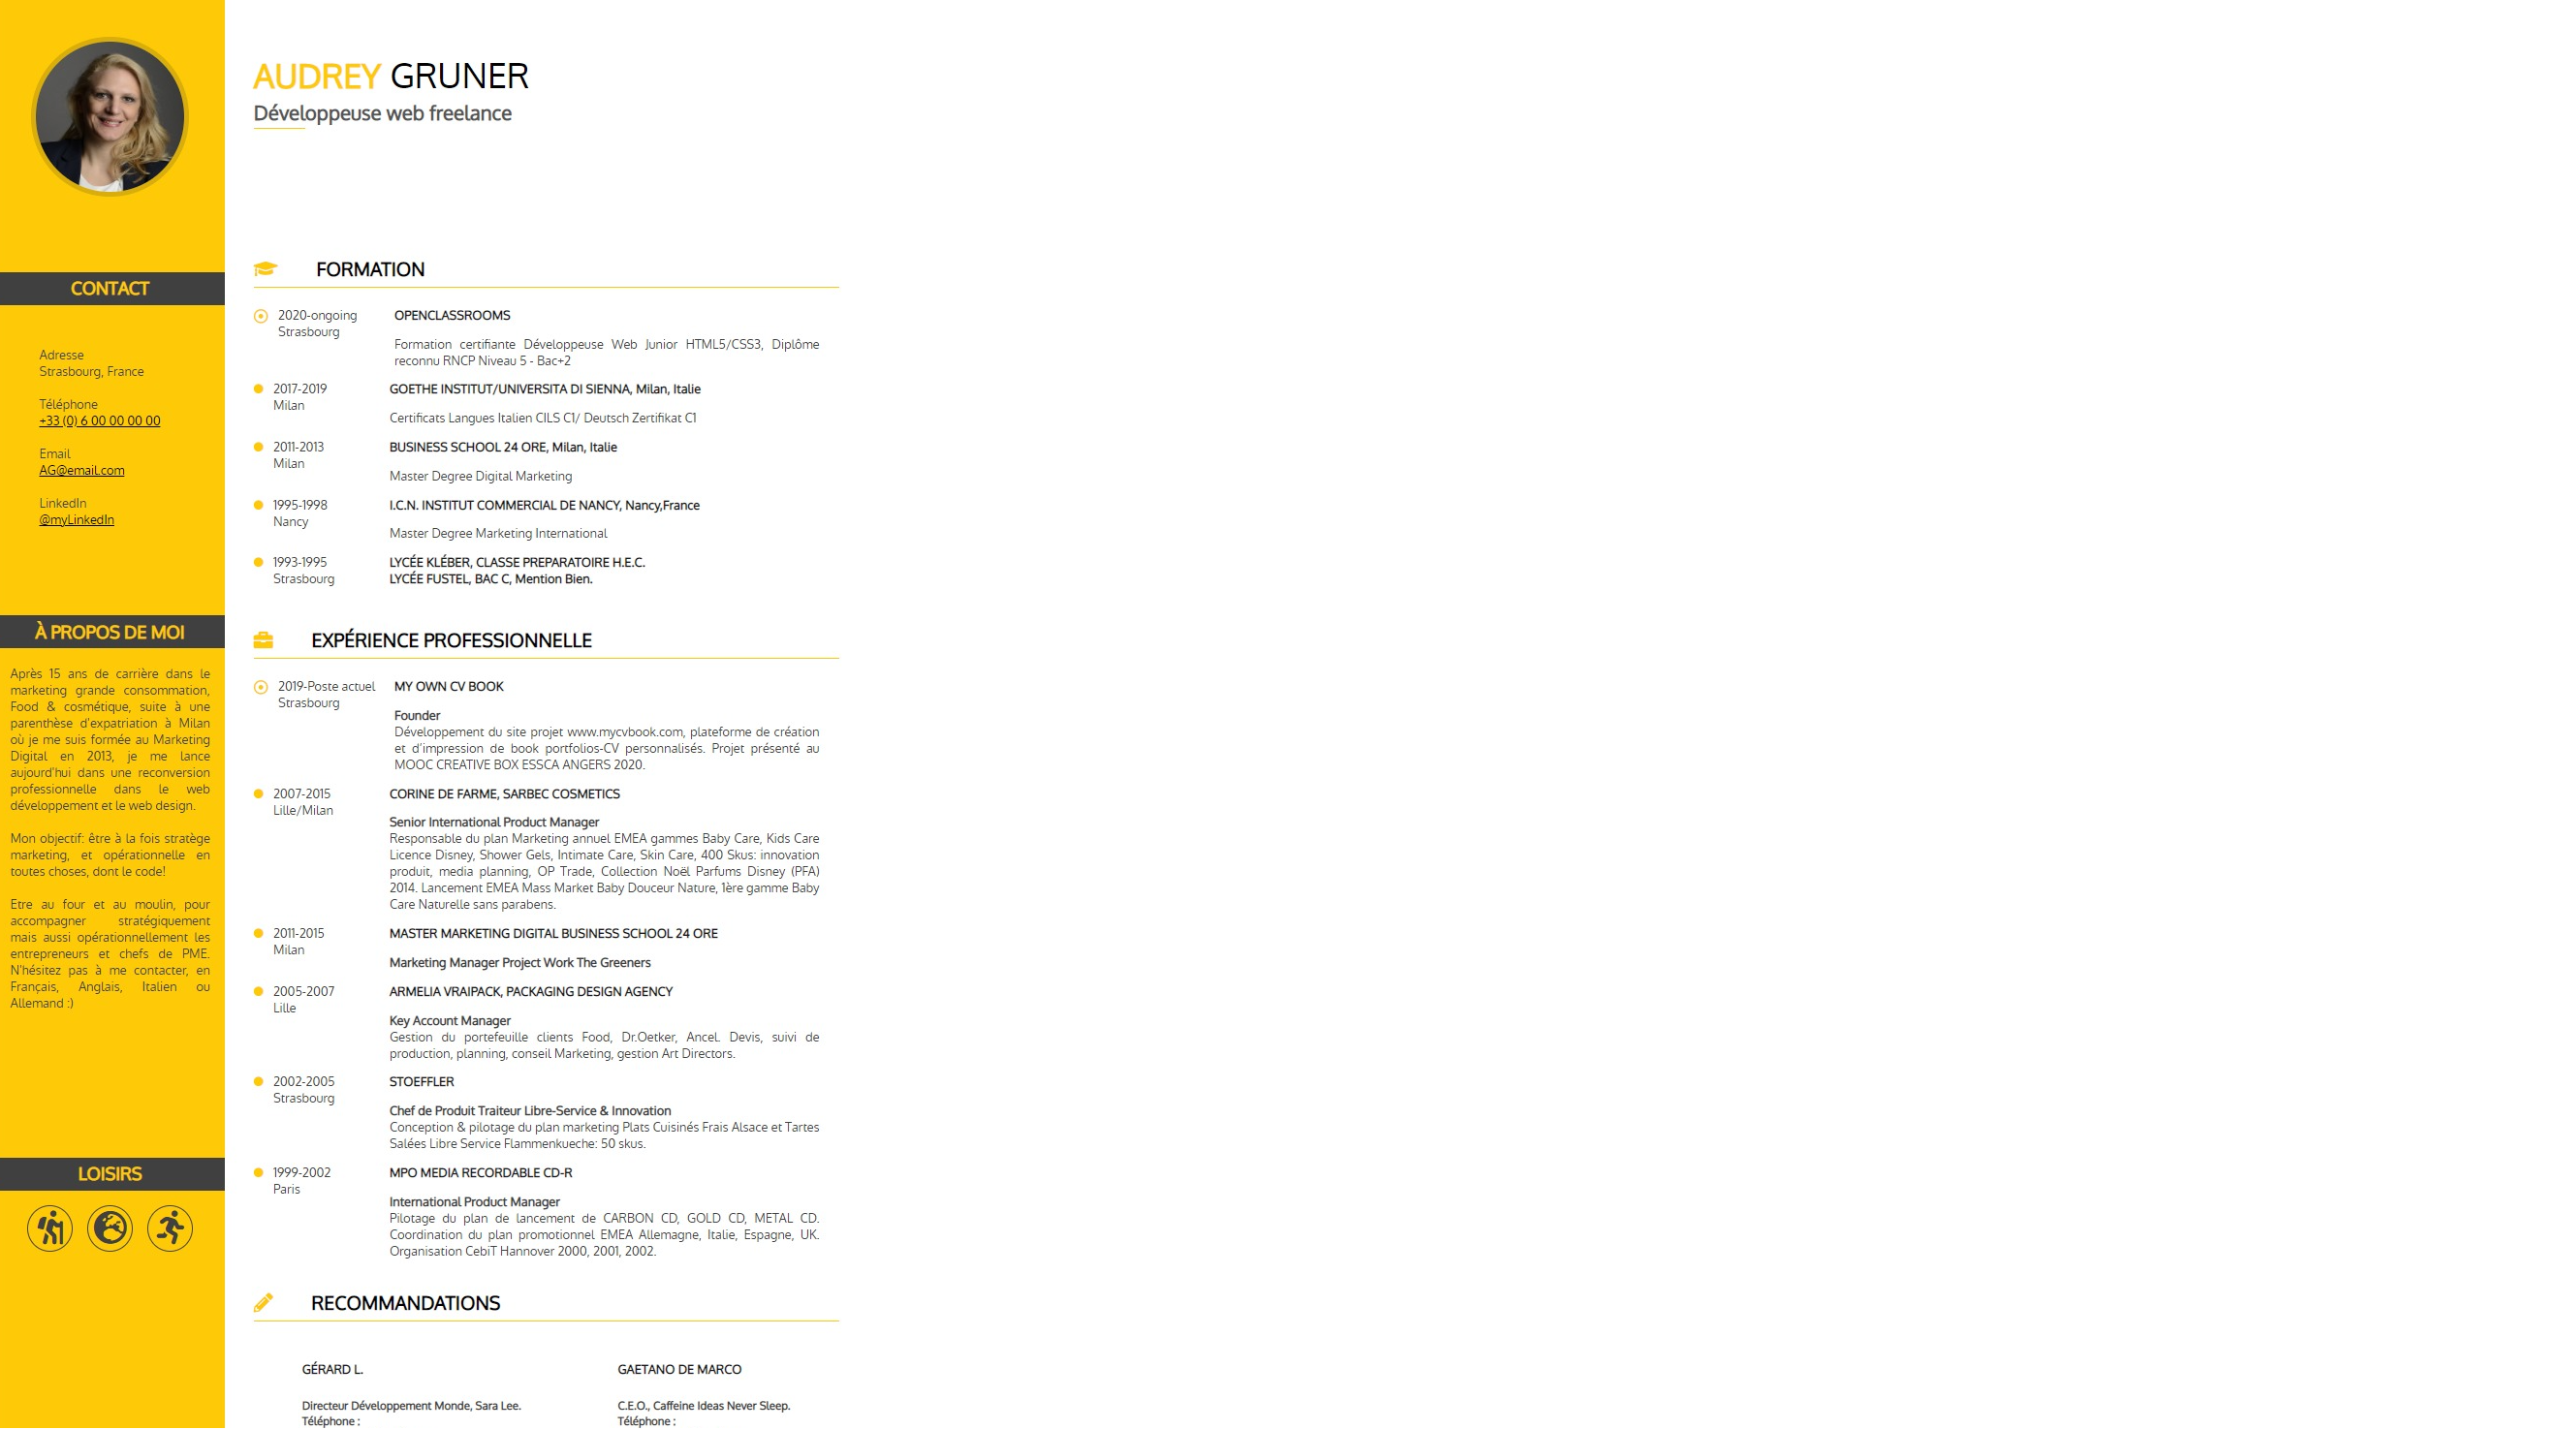 AUDREY GRUNER
Développeuse web freelance
CONTACT
Adresse
Strasbourg, France
Téléphone
+33 (0) 6 00 00 00 00
Email
AG@email.com
LinkedIn
@myLinkedIn
À PROPOS DE MOI
Après 15 ans de carrière dans le
marketing grande consommation,
Food & cosmétique, suite à une
parenthèse d'expatriation à Milan
où je me suis formée au Marketing
Digital en 2013, je me lance
aujourd'hui dans une reconversion
professionnelle dans le web
développement et le web design.
Mon objectif: être à la fois stratège
marketing, et opérationnelle en
toutes choses, dont le code!
Etre au four et au moulin, pour
accompagner stratégiquement
mais aussi opérationnellement les
entrepreneurs et chefs de PME.
N'hésitez pas à me contacter, en
Français, Anglais, Italien ou
Allemand :)
LOISIRS
FORMATION
2020-ongoing
Strasbourg
OPENCLASSROOMS
Formation certifiante Développeuse Web Junior HTML5/CSS3, Diplôme
reconnu RNCP Niveau 5 - Bac+2
2017-2019
Milan
GOETHE INSTITUT/UNIVERSITA DI SIENNA, Milan, Italie
Certificats Langues Italien CILS C1/ Deutsch Zertifikat C1
2011-2013
Milan
BUSINESS SCHOOL 24 ORE, Milan, Italie
Master Degree Digital Marketing
1995-1998
Nancy
I.C.N. INSTITUT COMMERCIAL DE NANCY, Nancy,France
Master Degree Marketing International
1993-1995
Strasbourg
LYCÉE KLÉBER, CLASSE PREPARATOIRE H.E.C.
LYCÉE FUSTEL, BAC C, Mention Bien.
EXPÉRIENCE PROFESSIONNELLE
2019-Poste actuel
Strasbourg
MY OWN CV BOOK
Founder
Développement du site projet www.mycvbook.com, plateforme de création
et d'impression de book portfolios-CV personnalisés. Projet présenté au
MOOC CREATIVE BOX ESSCA ANGERS 2020.
2007-2015
Lille/Milan
CORINE DE FARME, SARBEC COSMETICS
Senior International Product Manager
Responsable du plan Marketing annuel EMEA gammes Baby Care, Kids Care
Licence Disney, Shower Gels, Intimate Care, Skin Care, 400 Skus: innovation
produit, media planning, OP Trade, Collection Noël Parfums Disney (PFA)
2014. Lancement EMEA Mass Market Baby Douceur Nature, 1ère gamme Baby
Care Naturelle sans parabens.
2011-2015
Milan
MASTER MARKETING DIGITAL BUSINESS SCHOOL 24 ORE
Marketing Manager Project Work The Greeners
2005-2007
Lille
ARMELIA VRAIPACK, PACKAGING DESIGN AGENCY
Key Account Manager
Gestion du portefeuille clients Food, Dr.Oetker, Ancel. Devis, suivi de
production, planning, conseil Marketing, gestion Art Directors.
2002-2005
Strasbourg
STOEFFLER
Chef de Produit Traiteur Libre-Service & Innovation
Conception & pilotage du plan marketing Plats Cuisinés Frais Alsace et Tartes
Salées Libre Service Flammenkueche: 50 skus.
1999-2002
Paris
MPO MEDIA RECORDABLE CD-R
International Product Manager
Pilotage du plan de lancement de CARBON CD, GOLD CD, METAL CD.
Coordination du plan promotionnel EMEA Allemagne, Italie, Espagne, UK.
Organisation CebiT Hannover 2000, 2001, 2002.
RECOMMANDATIONS
GÉRARD L.
Directeur Développement Monde, Sara Lee.
Téléphone :
GAETANO DE MARCO
C.E.O., Caffeine Ideas Never Sleep.
Téléphone :